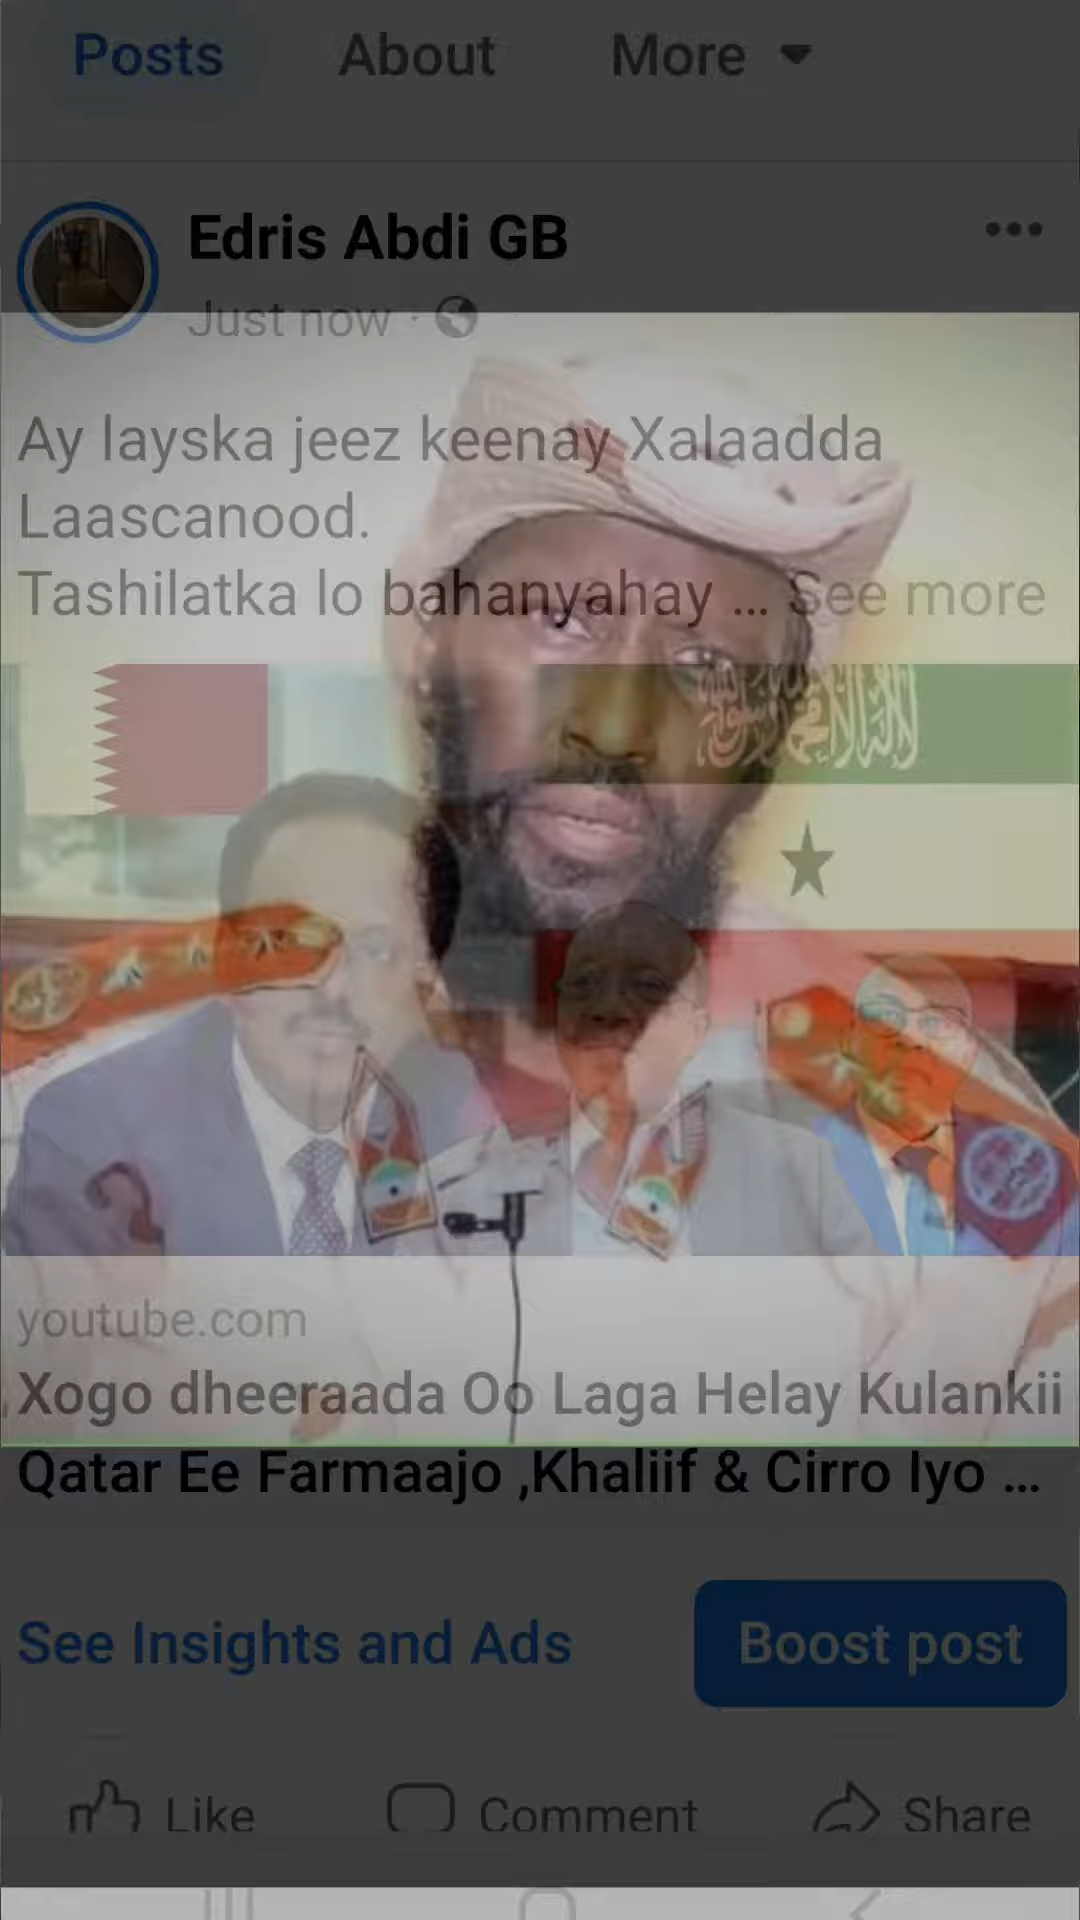 Posts About More
Edris Abdi GB
Just now ·
Ay layska jeez keenay Xalaadda
Laascanood.
Tashilatka lo bahanyahay ... See more
youtube.com
Xogo dheeraada Oo Laga Helay Kulankii
Qatar Ee Farmaajo ,Khaliif & Cirro Iyo ...
See Insights and Ads Boost post
Like Comment Share